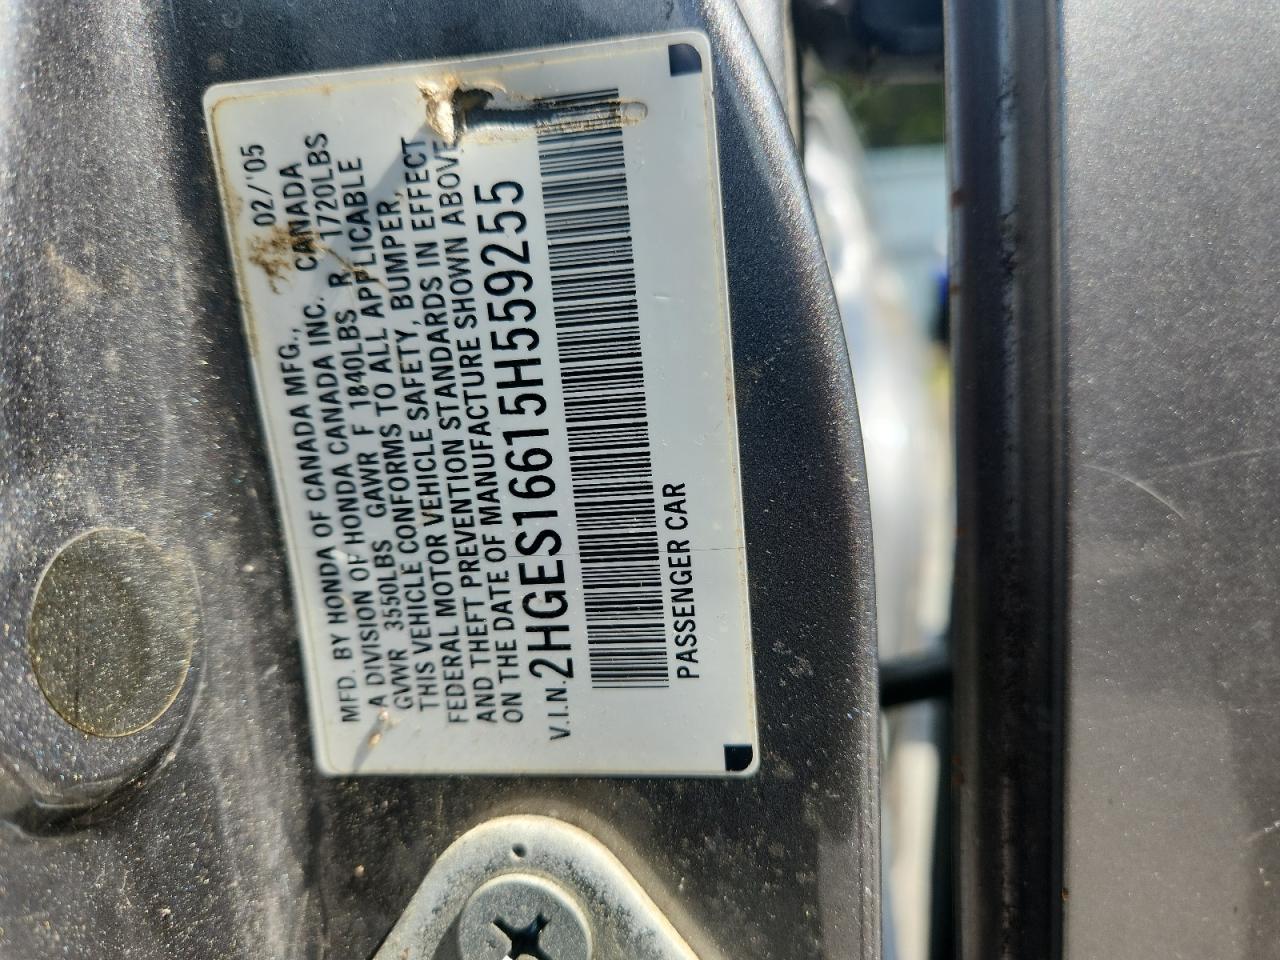 MFD. BY HONDA OF CANADA MFG., 02/'05
A DIVISION OF HONDA CANADA INC. CANADA
GVWR 3550LBS GAWR F 1840LBS R 1720LBS
THIS VEHICLE CONFORMS TO ALL APPLICABLE
FEDERAL MOTOR VEHICLE SAFETY, BUMPER,
AND THEFT PREVENTION STANDARDS IN EFFECT
ON THE DATE OF MANUFACTURE SHOWN ABOVE
V.I.N. 2HGES16615H559255
PASSENGER CAR